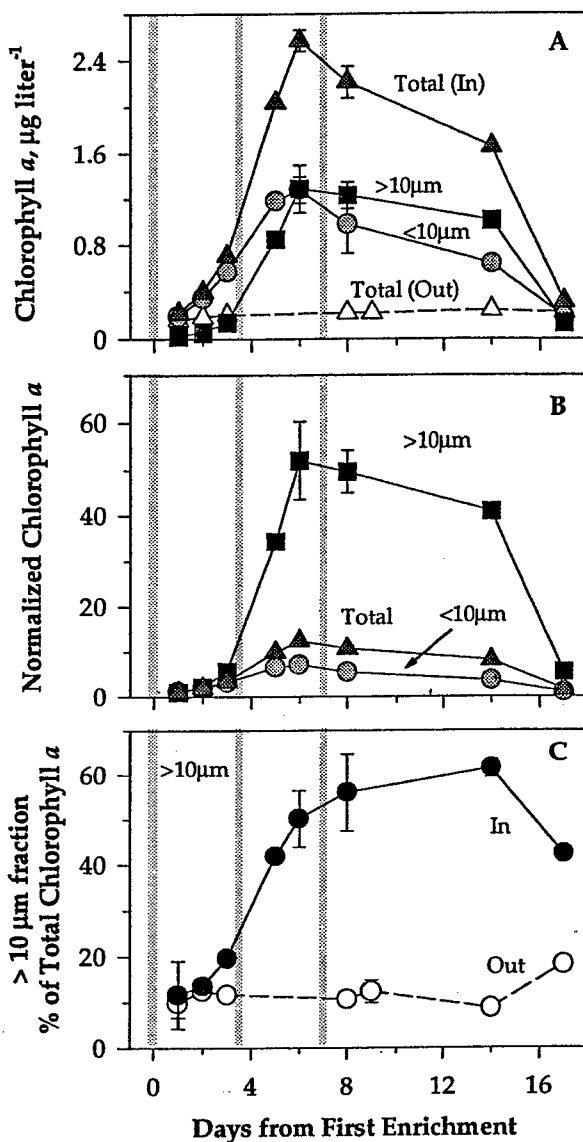 A
Chlorophyll a, µg liter-1
2.4
1.6
0.8
0
Total (In)
>10µm
<10µm
Total (Out)
B
Normalized Chlorophyll a
60
40
20
0
>10µm
Total
<10µm
C
> 10 µm fraction
% of Total Chlorophyll a
60
40
20
0
>10µm
In
Out
0 4 8 12 16
Days from First Enrichment